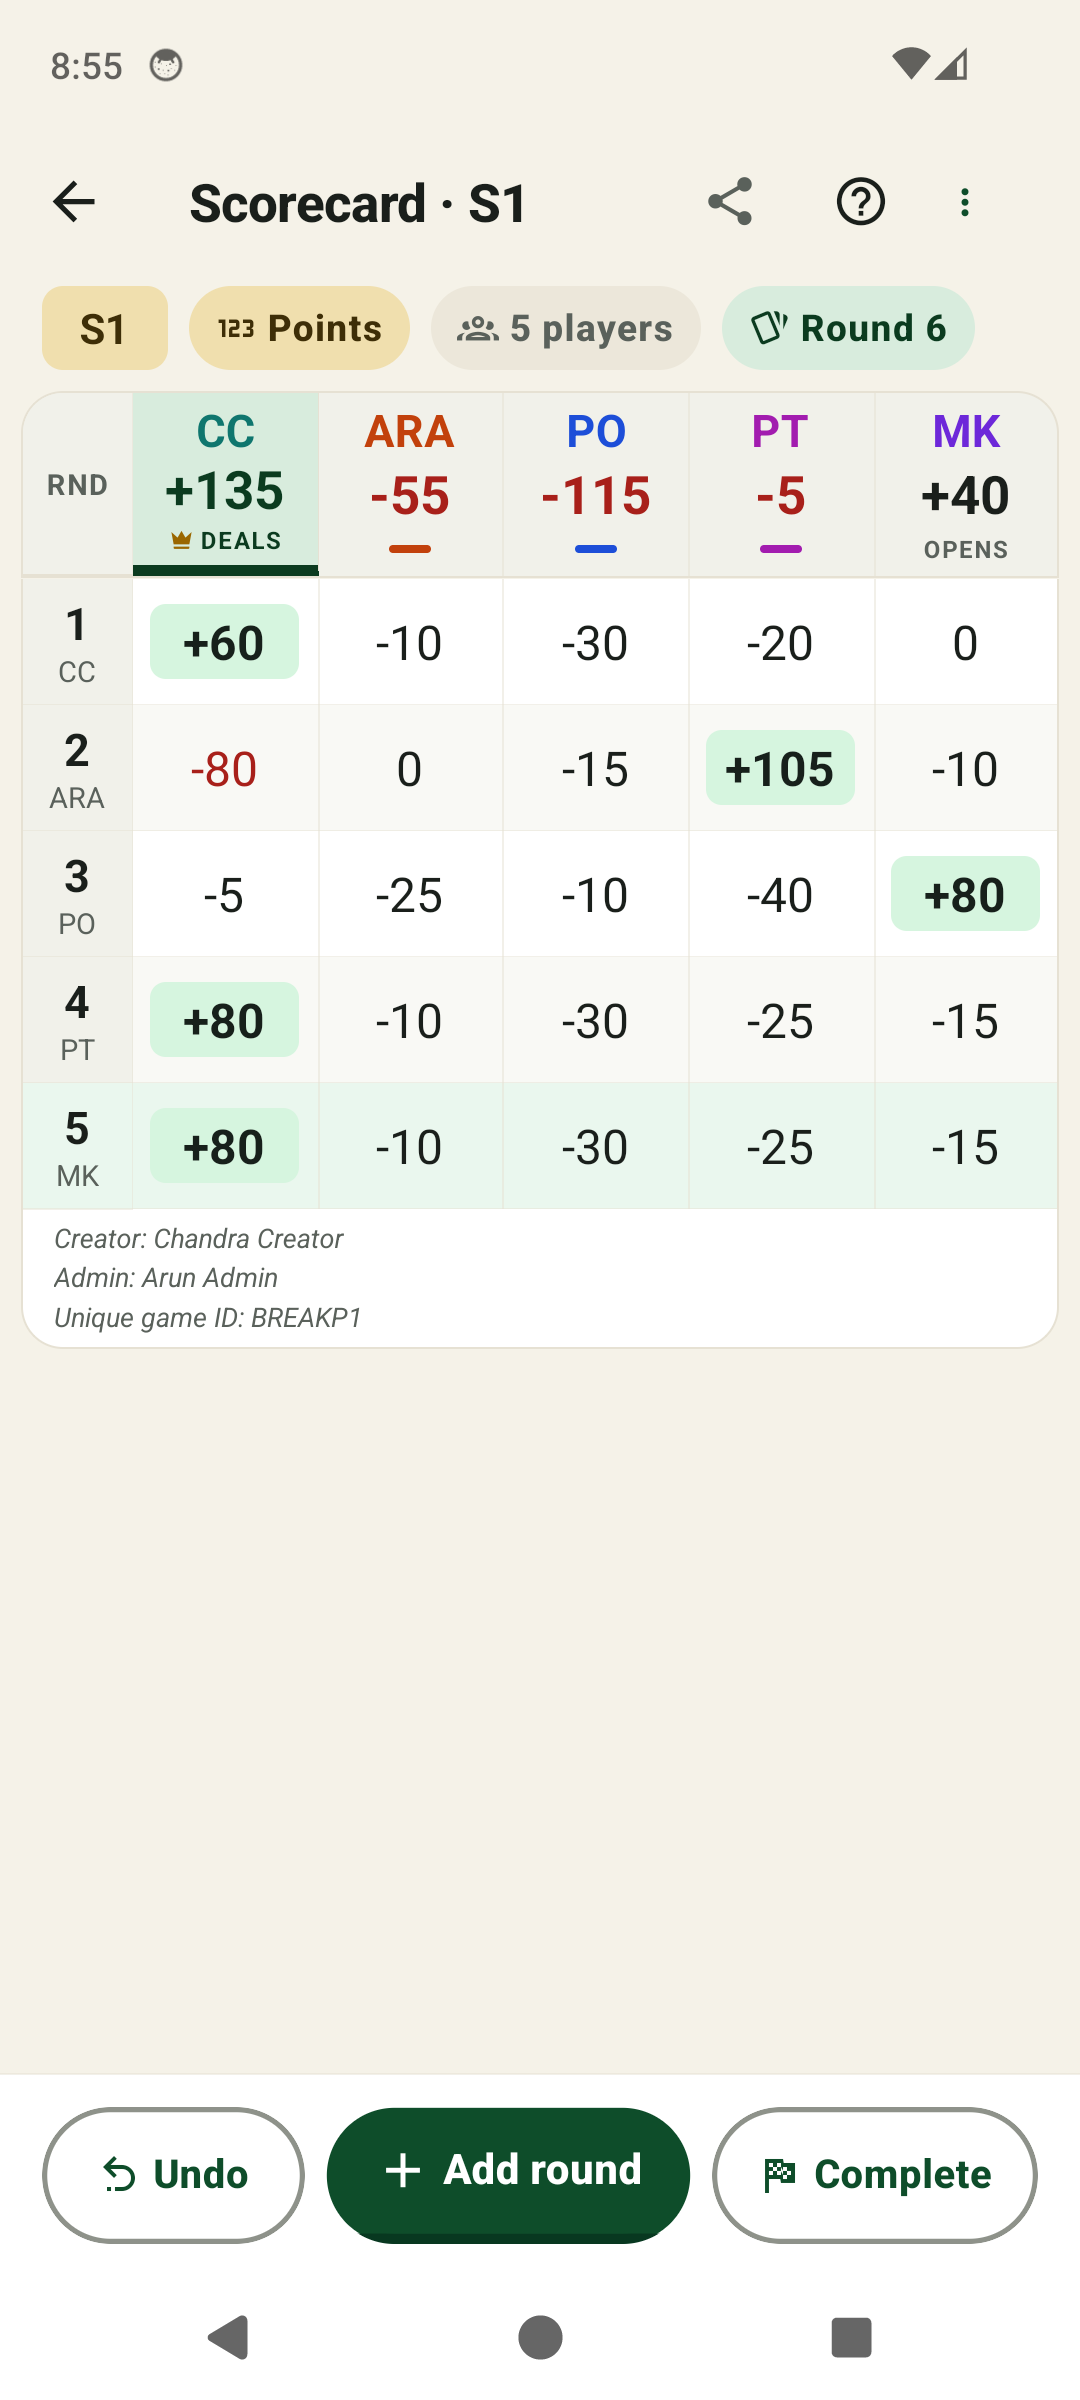 8:55
Scorecard · S1
S1 123 Points 5 players Round 6
RND CC ARA PO PT MK
+135 -55 -115 -5 +40
DEALS OPENS
1 +60 -10 -30 -20 0
CC
2 -80 0 -15 +105 -10
ARA
3 -5 -25 -10 -40 +80
PO
4 +80 -10 -30 -25 -15
PT
5 +80 -10 -30 -25 -15
MK
Creator: Chandra Creator
Admin: Arun Admin
Unique game ID: BREAKP1
Undo Add round Complete